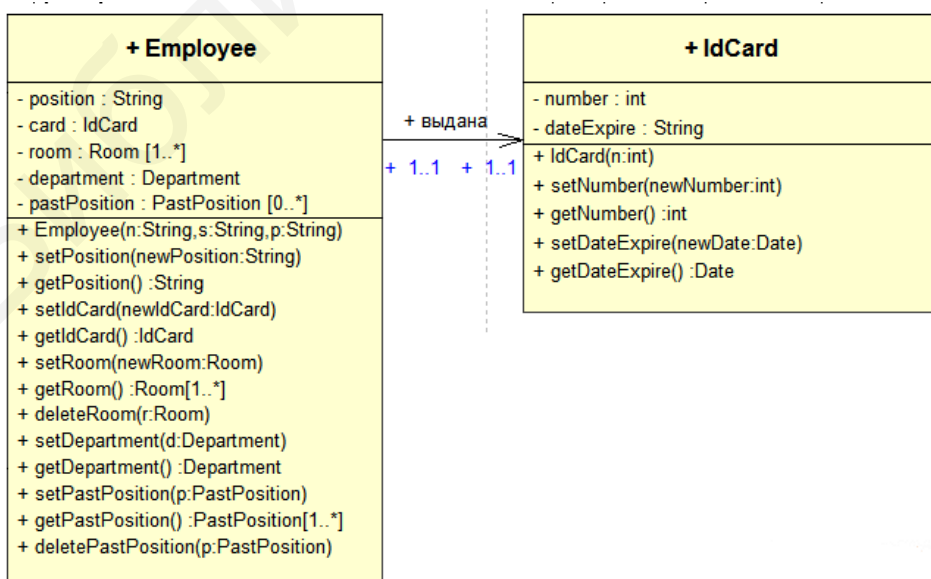 + Employee
- position : String
- card : IdCard
- room : Room [1..*]
- department : Department
- pastPosition : PastPosition [0..*]
+ Employee(n:String,s:String,p:String)
+ setPosition(newPosition:String)
+ getPosition() :String
+ setIdCard(newIdCard:IdCard)
+ getIdCard() :IdCard
+ setRoom(newRoom:Room)
+ getRoom() :Room[1..*]
+ deleteRoom(r:Room)
+ setDepartment(d:Department)
+ getDepartment() :Department
+ setPastPosition(p:PastPosition)
+ getPastPosition() :PastPosition[1..*]
+ deletePastPosition(p:PastPosition)
+ выдана
+ 1..1 + 1..1
+ IdCard
- number : int
- dateExpire : String
+ IdCard(n:int)
+ setNumber(newNumber:int)
+ getNumber() :int
+ setDateExpire(newDate:Date)
+ getDateExpire() :Date